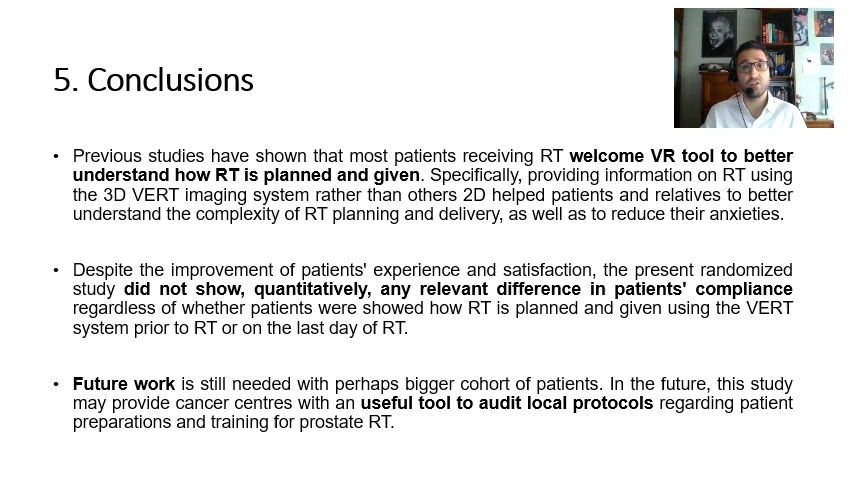 5. Conclusions
• Previous studies have shown that most patients receiving RT welcome VR tool to better
understand how RT is planned and given. Specifically, providing information on RT using
the 3D VERT imaging system rather than others 2D helped patients and relatives to better
understand the complexity of RT planning and delivery, as well as to reduce their anxieties.
• Despite the improvement of patients' experience and satisfaction, the present randomized
study did not show, quantitatively, any relevant difference in patients' compliance
regardless of whether patients were showed how RT is planned and given using the VERT
system prior to RT or on the last day of RT.
• Future work is still needed with perhaps bigger cohort of patients. In the future, this study
may provide cancer centres with an useful tool to audit local protocols regarding patient
preparations and training for prostate RT.